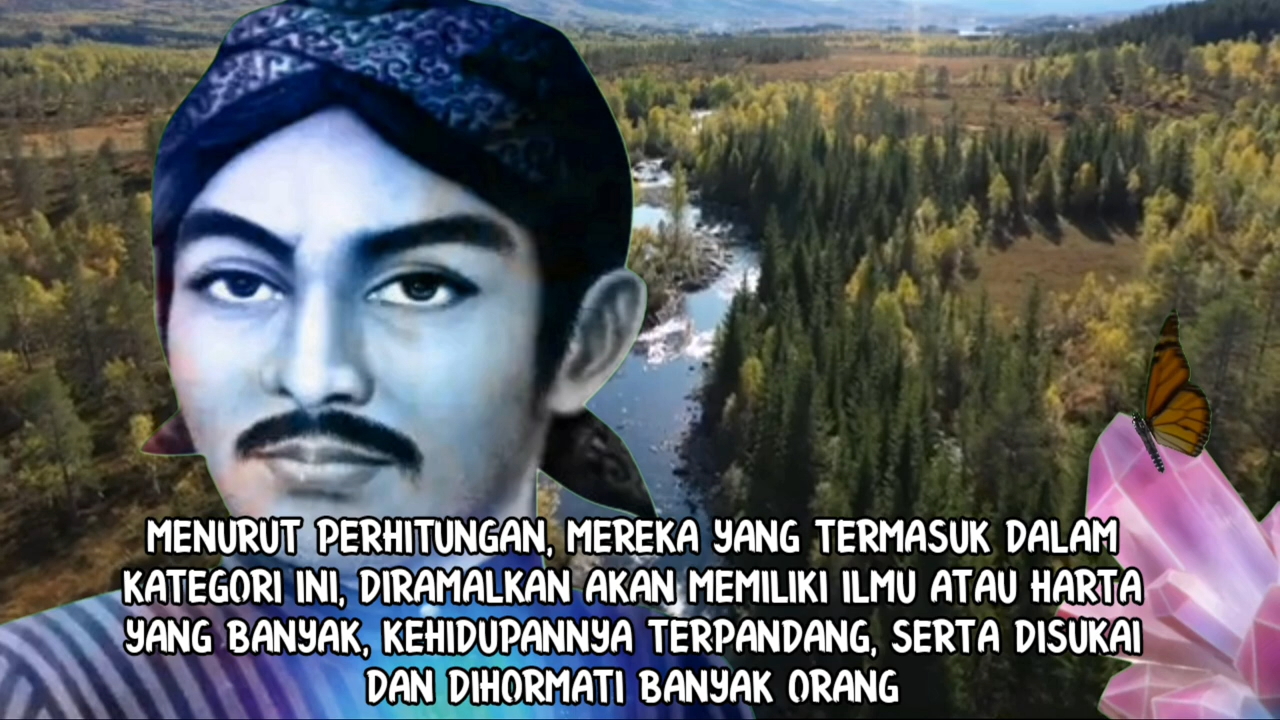 MENURUT PERHITUNGAN, MEREKA YANG TERMASUK DALAM
KATEGORI INI, DIRAMALKAN AKAN MEMILIKI ILMU ATAU HARTA
YANG BANYAK, KEHIDUPANNYA TERPANDANG, SERTA DISUKAI
DAN DIHORMATI BANYAK ORANG